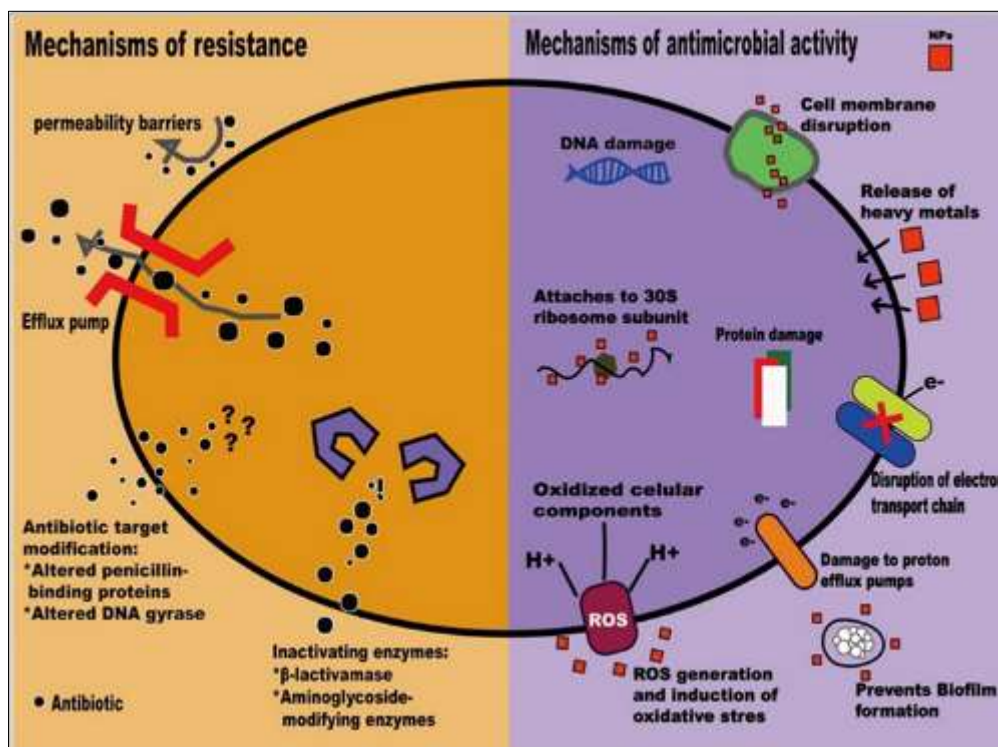 Mechanisms of resistance
permeability barriers
Efflux pump
? ? ?
Antibiotic target
modification:
*Altered penicillin-
binding proteins
*Altered DNA gyrase
Inactivating enzymes:
*β-lactivamase
*Aminoglycoside-
modifying enzymes
Antibiotic
Mechanisms of antimicrobial activity
NPs
Cell membrane
disruption
DNA damage
Release of
heavy metals
Attaches to 30S
ribosome subunit
Protein damage
e-
Disruption of electron
transport chain
Oxidized celular
components
H+
H+
ROS
e-
e-
e-
e-
Damage to proton
efflux pumps
ROS generation
and induction of
oxidative stres
Prevents Biofilm
formation